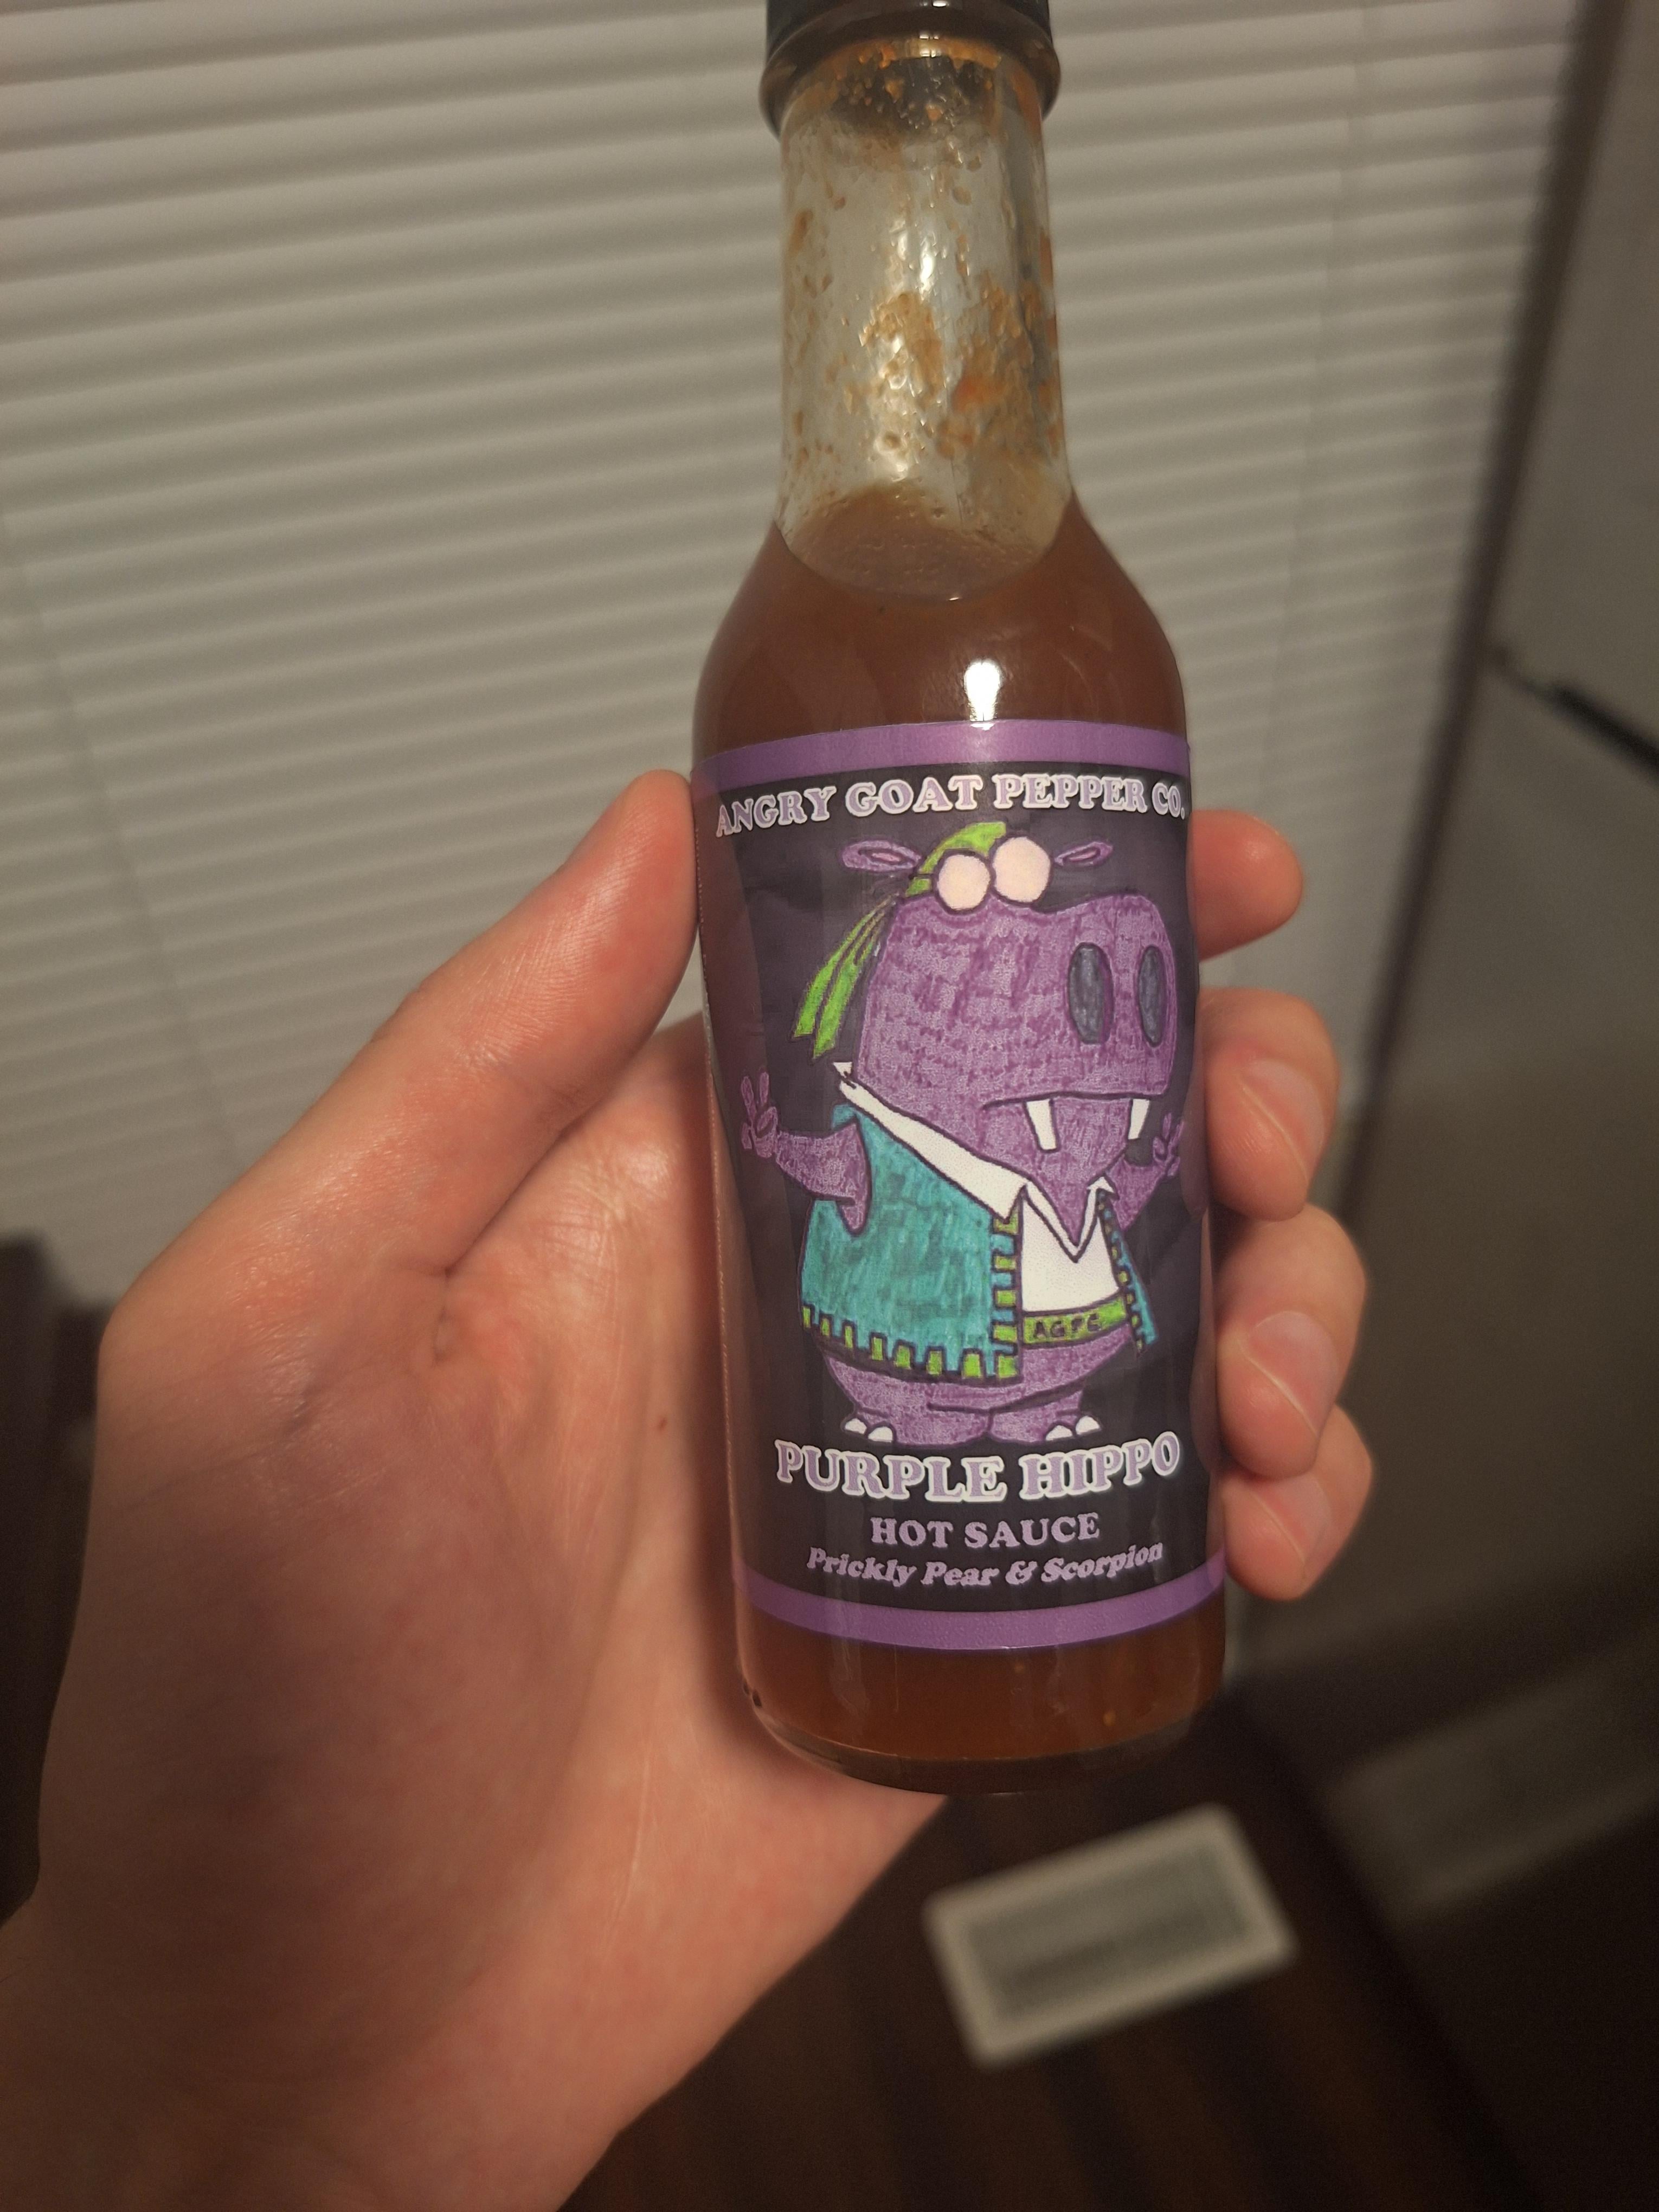 ANGRY GOAT PEPPER CO.
AGPC
PURPLE HIPPO
HOT SAUCE
Prickly Pear & Scorpion